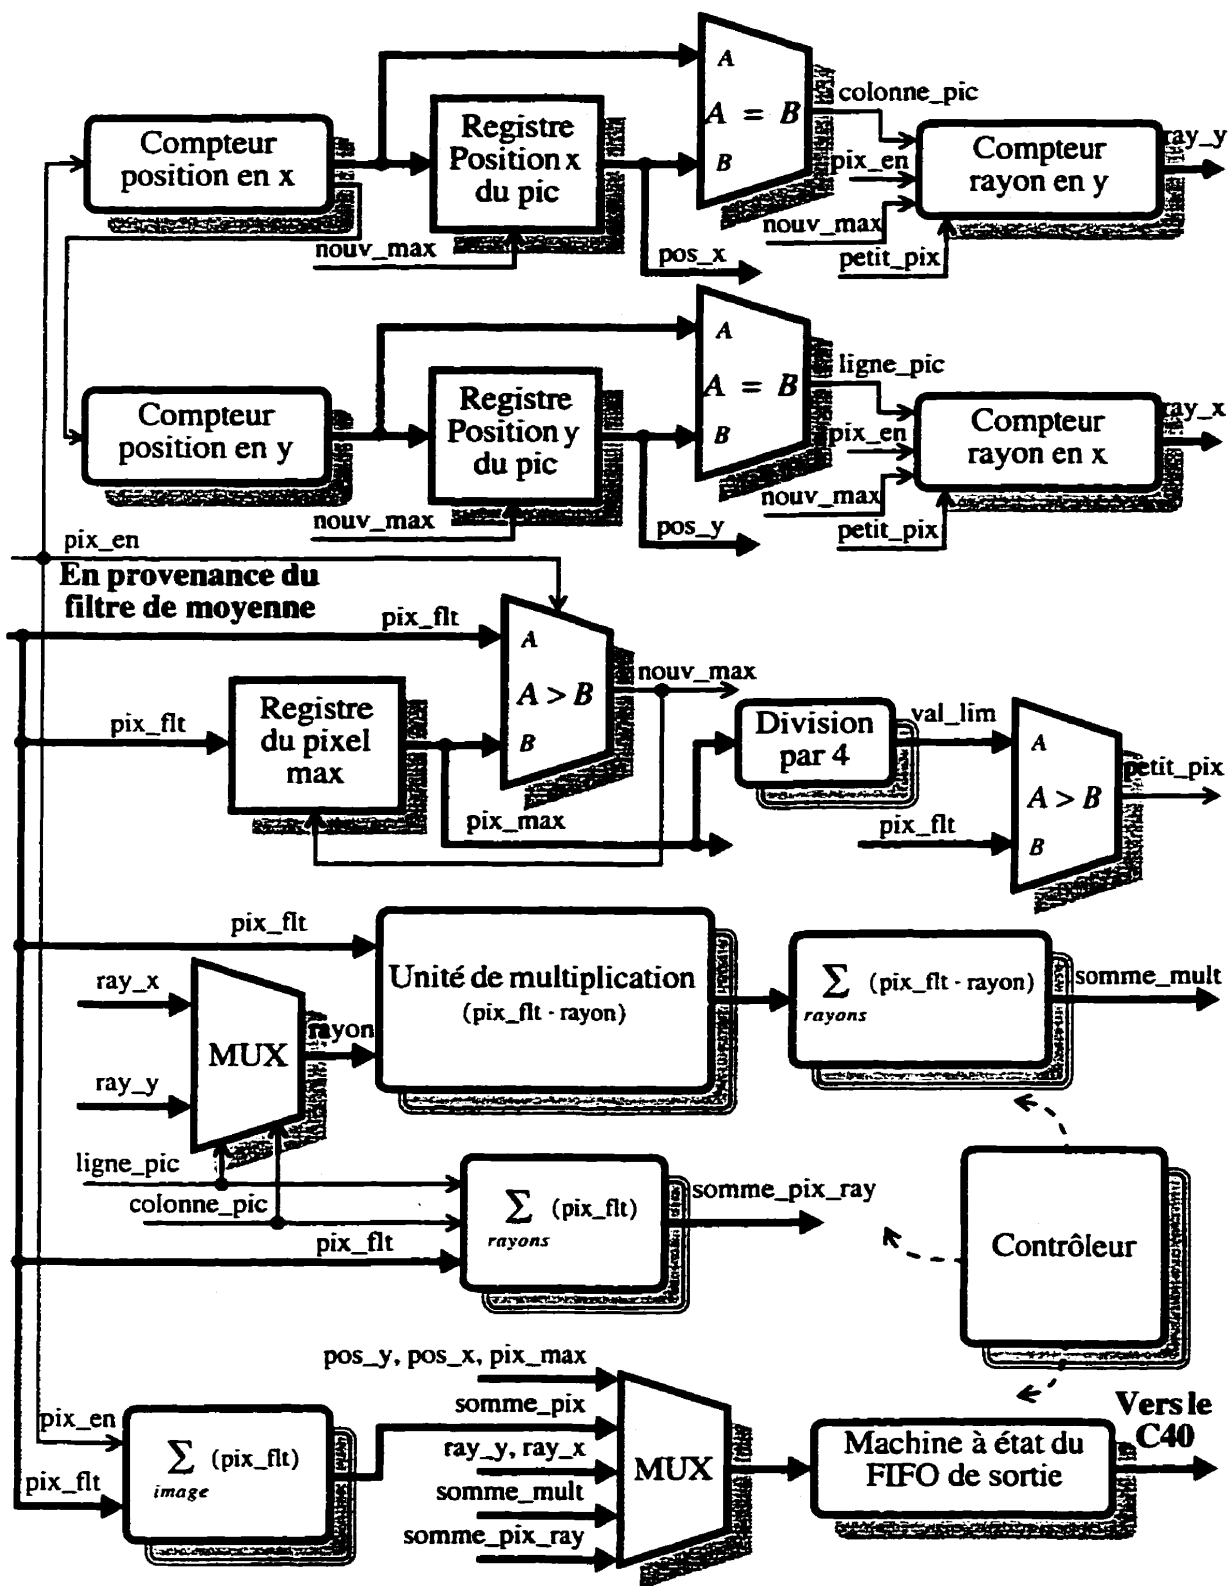 A
A = B
B
colonne_pic
Compteur
position en x
Registre
Position x
du pic
pix_en
nouv_max
petit_pix
Compteur
rayon en y
ray_y
nouv_max
pos_x
A
A = B
B
ligne_pic
Compteur
position en y
Registre
Position y
du pic
pix_en
nouv_max
petit_pix
Compteur
rayon en x
ray_x
nouv_max
pos_y
pix_en
En provenance du
filtre de moyenne
pix_flt
A
A > B
B
nouv_max
pix_flt
Registre
du pixel
max
pix_max
Division
par 4
val_lim
pix_flt
A
A > B
B
petit_pix
pix_flt
ray_x
ray_y
MUX
rayon
Unité de multiplication
(pix_flt - rayon)
∑ (pix_flt - rayon)
rayons
somme_mult
ligne_pic
colonne_pic
pix_flt
∑ (pix_flt)
rayons
somme_pix_ray
Contrôleur
pix_en
pix_flt
∑ (pix_flt)
image
pos_y, pos_x, pix_max
somme_pix
ray_y, ray_x
somme_mult
somme_pix_ray
MUX
Machine à état du
FIFO de sortie
Vers le
C40